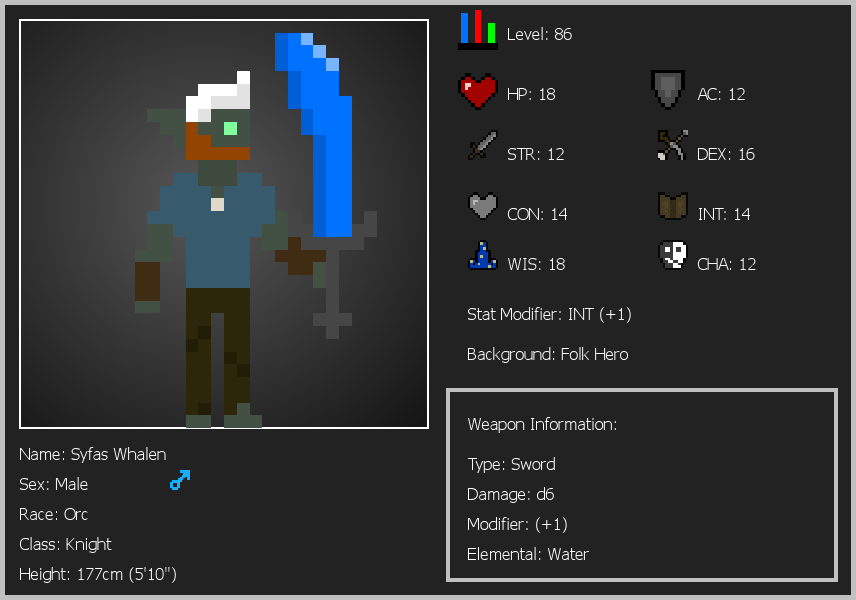 Level: 86
HP: 18
AC: 12
STR: 12
DEX: 16
CON: 14
INT: 14
WIS: 18
CHA: 12
Stat Modifier: INT (+1)
Background: Folk Hero
Weapon Information:
Type: Sword
Damage: d6
Modifier: (+1)
Elemental: Water
Name: Syfas Whalen
Sex: Male
Race: Orc
Class: Knight
Height: 177cm (5'10")